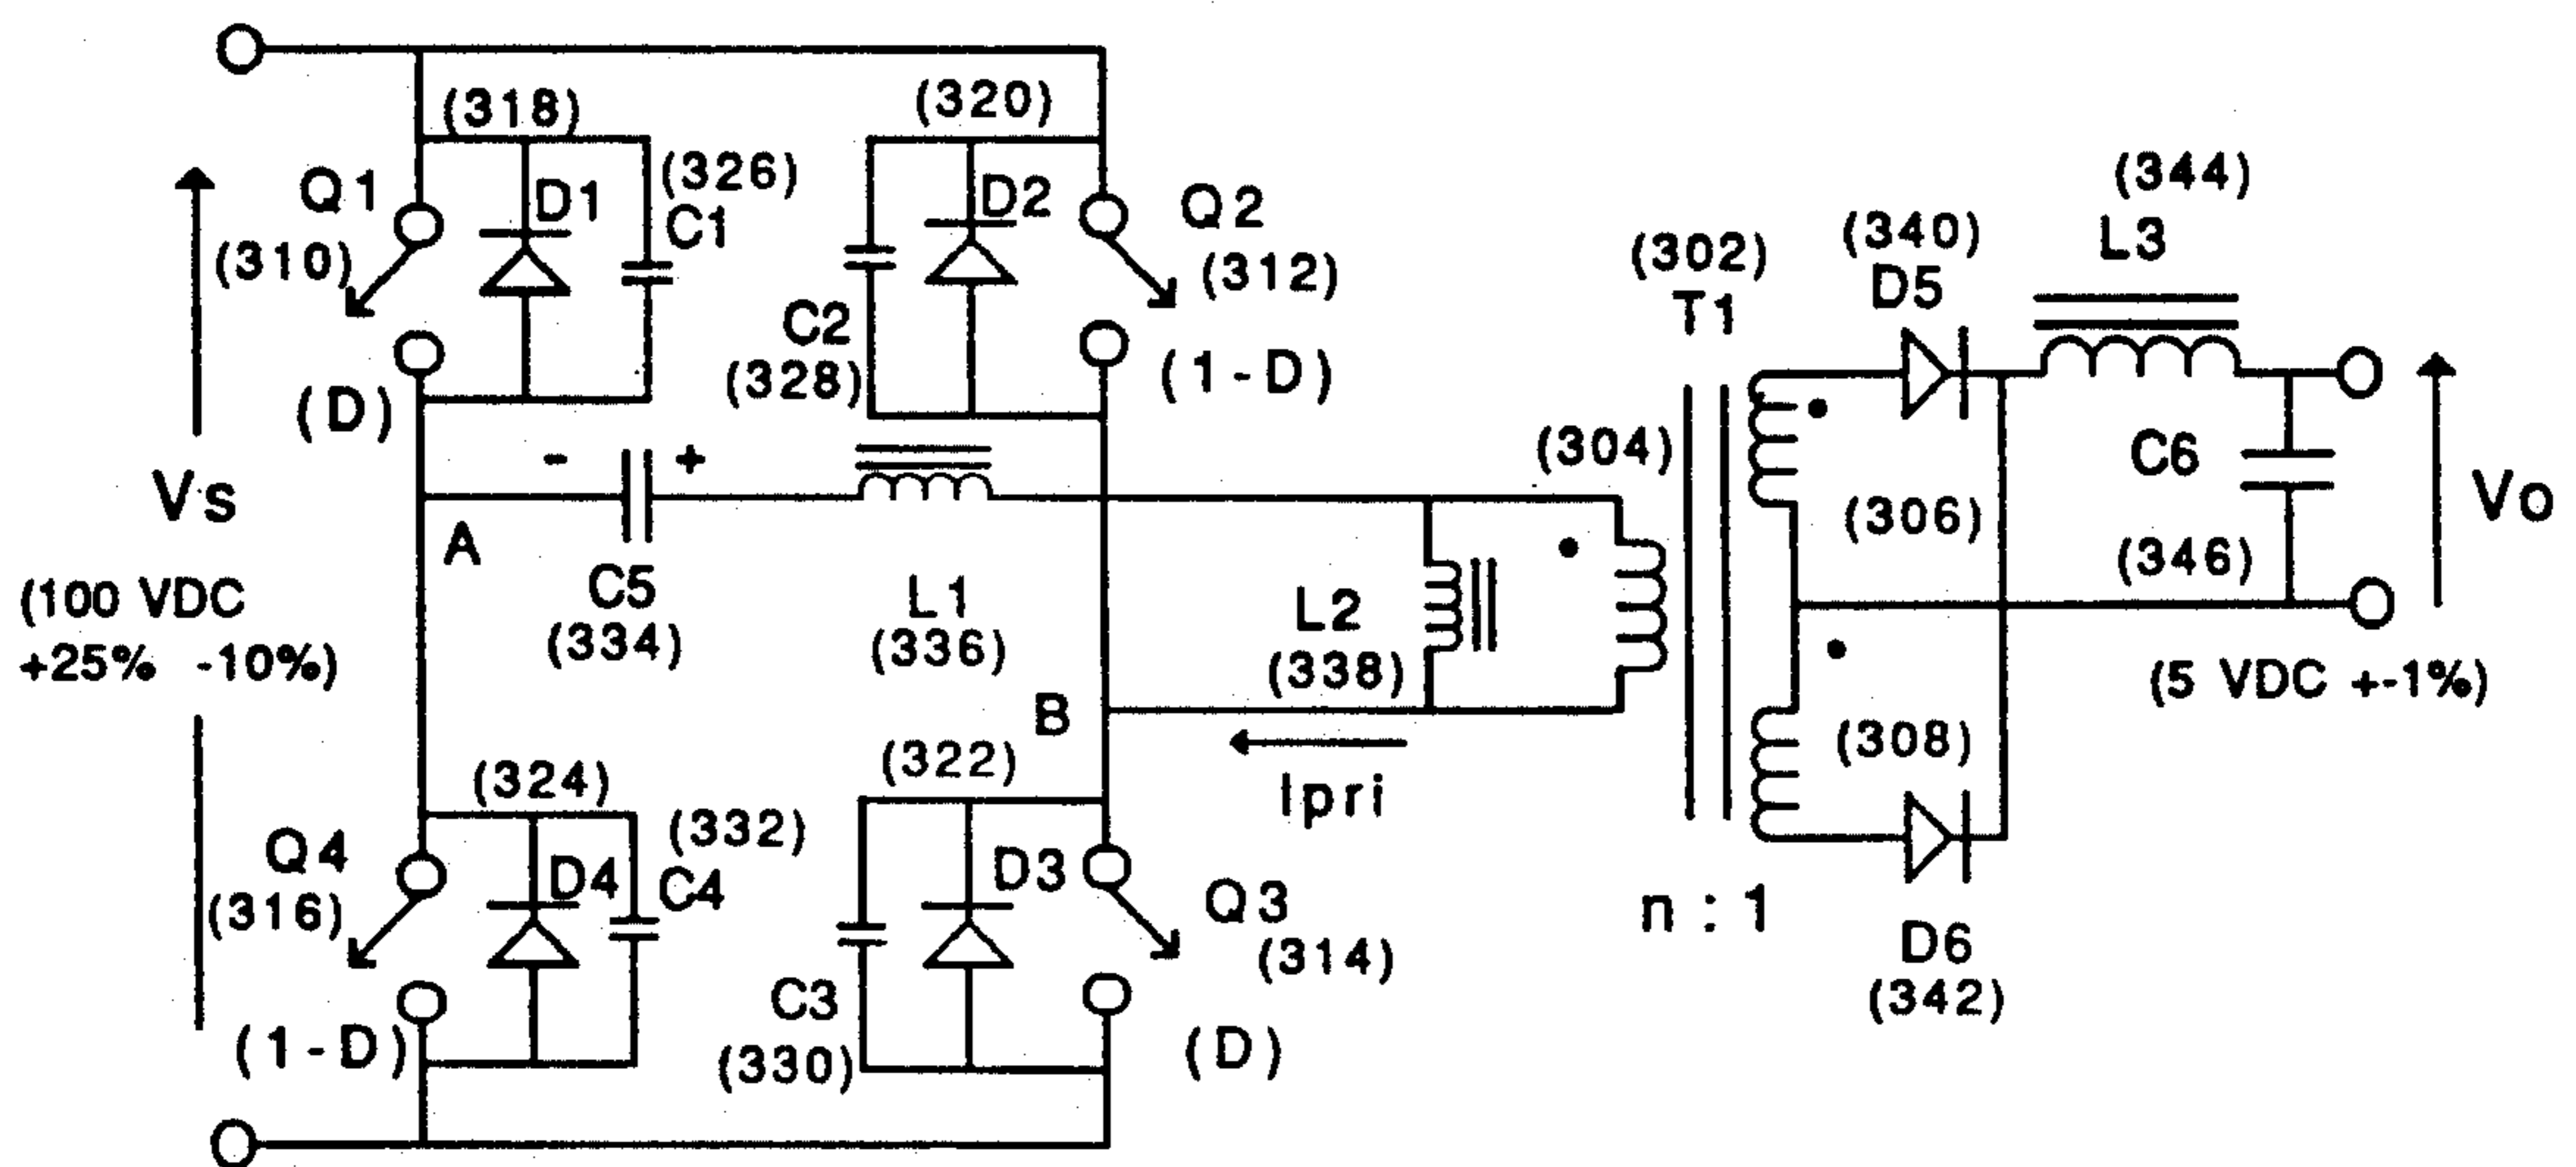 (318)
(320)
(326)
C1
D1
Q1
(310)
D2
Q2
(312)
C2
(328)
(D)
(1-D)
Vs
(100 VDC
+25% -10%)
- +
A
C5
(334)
L1
(336)
B
L2
(338)
Ipri
(304)
(302)
T1
n : 1
(306)
(308)
(340)
D5
(344)
L3
C6
(346)
Vo
(5 VDC +-1%)
D6
(342)
(324)
(332)
C4
D4
Q4
(316)
(1-D)
(322)
D3
Q3
(314)
C3
(330)
(D)